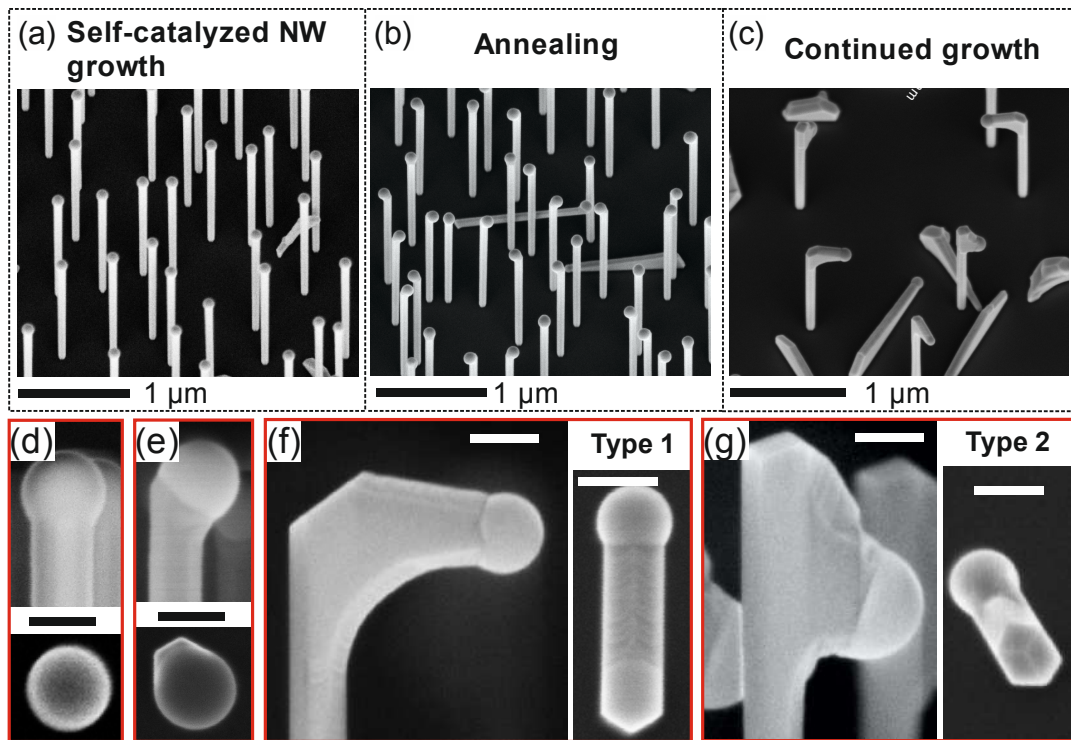 (a) Self-catalyzed NW
growth
(b) Annealing
(c) Continued growth
1 µm
1 µm
1 µm
(d)
(e)
(f)
Type 1
(g)
Type 2